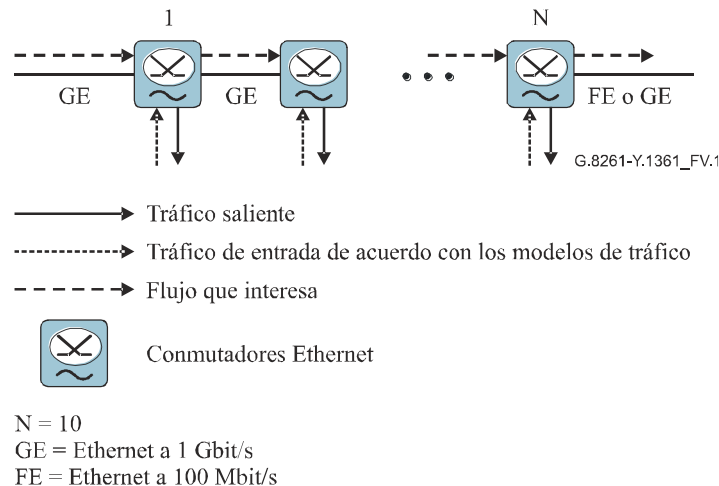 1 N
GE GE FE o GE
G.8261-Y.1361_FV.1
Tráfico saliente
Tráfico de entrada de acuerdo con los modelos de tráfico
Flujo que interesa
Conmutadores Ethernet
N = 10
GE = Ethernet a 1 Gbit/s
FE = Ethernet a 100 Mbit/s